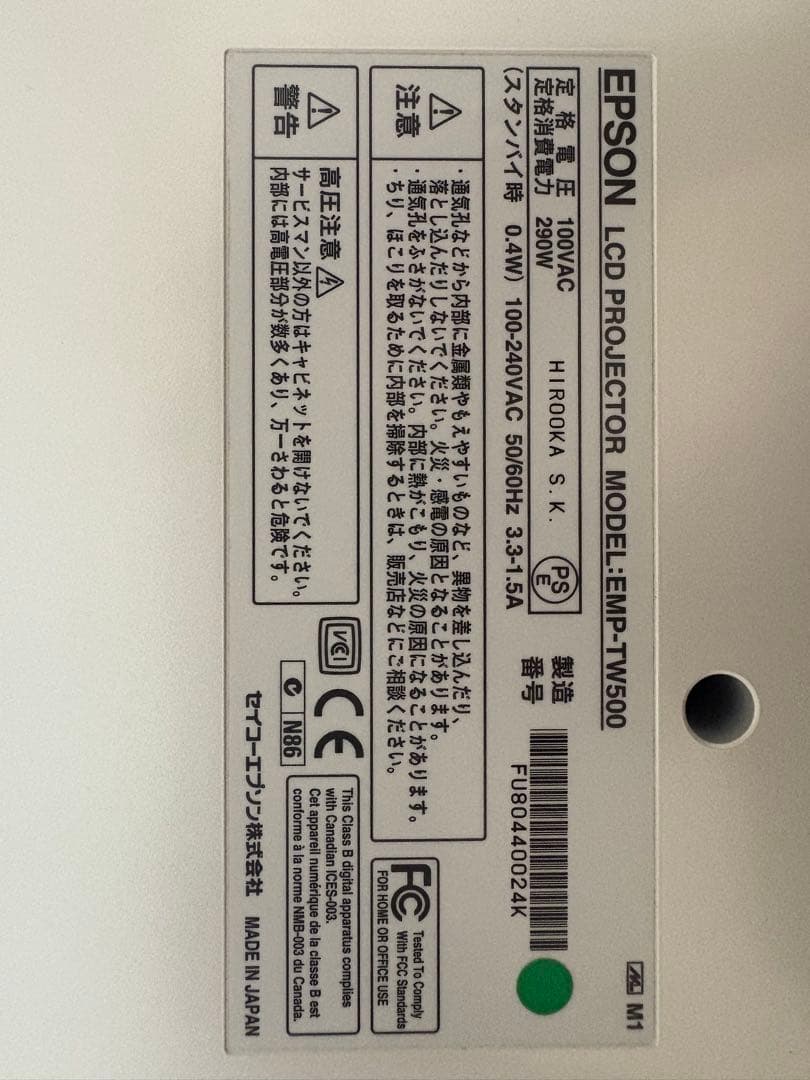 EPSON LCD PROJECTOR MODEL:EMP-TW500
M1
定格電圧 100VAC
定格消費電力 290W
HIROOKA S.K.
PS
E
(スタンバイ時 0.4W) 100-240VAC 50/60Hz 3.3-1.5A
製造
番号
FU80440024K
注意
・通気孔などから内部に金属類やもえやすいものなど、異物を差し込んだり、
落とし込んだりしないでください。火災・感電の原因となることがあります。
・通気孔をふさがないでください。内部に熱がこもり、火災の原因になることがあります。
・ちり、ほこりを取るために内部を掃除するときは、販売店などにご相談ください。
FC
Tested To Comply
With FCC Standards
FOR HOME OR OFFICE USE
警告
高圧注意
サービスマン以外の方はキャビネットを開けないでください。
内部には高電圧部分が数多くあり、万一さわると危険です。
VCI
CE
N86
This Class B digital apparatus complies
with Canadian ICES-003.
Cet appareil numérique de la classe B est
conforme à la norme NMB-003 du Canada.
セイコーエプソン株式会社 MADE IN JAPAN